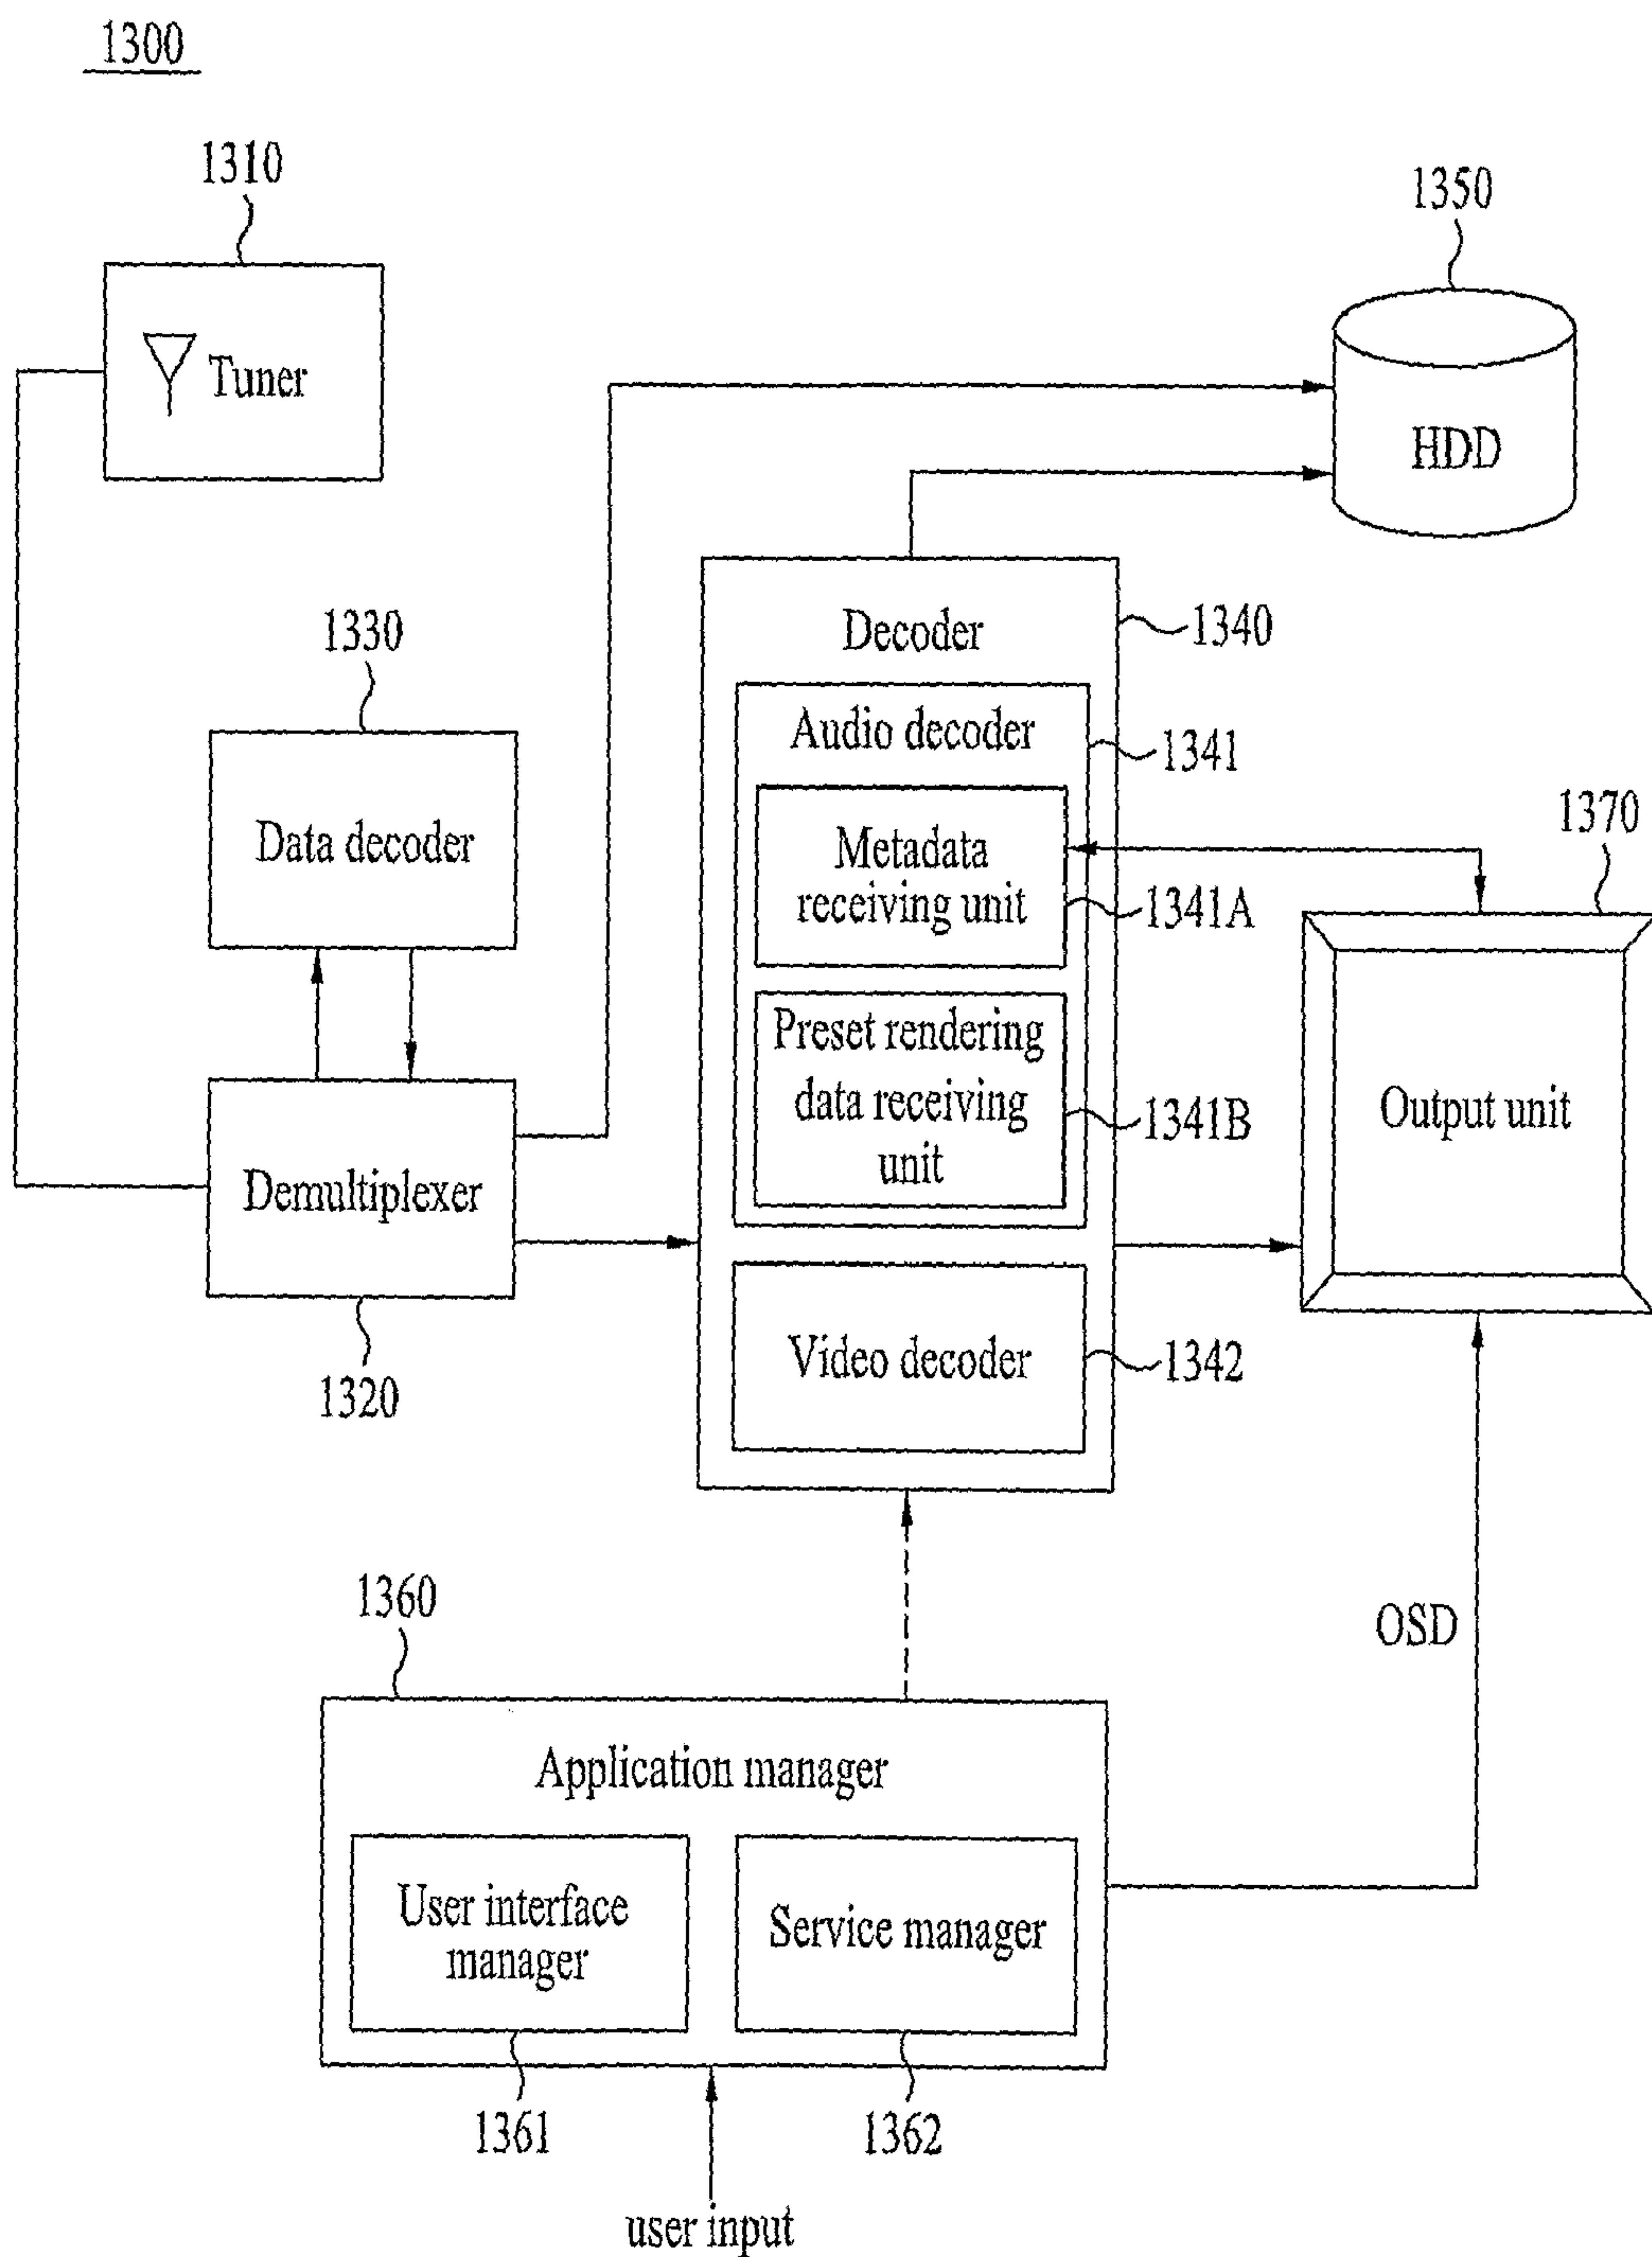 1300
1310
Tuner
1350
HDD
1330
Data decoder
Decoder
1340
Audio decoder
1341
Metadata
receiving unit
1341A
Preset rendering
data receiving
unit
1341B
1370
Output unit
Demultiplexer
1320
Video decoder
1342
1360
OSD
Application manager
User interface
manager
Service manager
1361
1362
user input